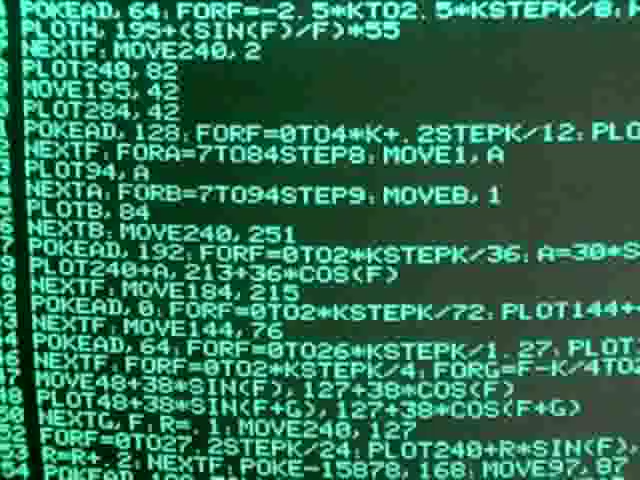 POKEAD, 64: FORF=-2.5*KTO2.5*KSTEPK/8:
PLOTH, 195+(SIN(F)/F)*55
NEXTF: MOVE240, 2
PLOT240, 82
MOVE195, 42
PLOT284, 42
POKEAD, 128: FORF=0TO4*K+.2STEPK/12: PLO
NEXTF: FORA=7TO84STEP8: MOVE1, A
PLOT94, A
NEXTA: FORB=7TO94STEP9: MOVEB, 1
PLOTB, 84
NEXTB: MOVE240, 251
POKEAD, 192: FORF=0TO2*KSTEPK/36: A=30*S
PLOT240+A, 213+36*COS(F)
NEXTF: MOVE184, 215
POKEAD, 0: FORF=0TO2*KSTEPK/72: PLOT144+
NEXTF: MOVE144, 76
POKEAD, 64: FORF=0TO26*KSTEPK/1.27: PLOT
NEXTF: FORF=0TO2*KSTEPK/4: FORG=F-K/4TO
MOVE48+38*SIN(F), 127+38*COS(F)
PLOT48+38*SIN(F+G), 127+38*COS(F+G)
NEXTG, F: R=.1: MOVE240, 127
FORF=0TO27.2STEPK/24: PLOT240+R*SIN(F),
R=R+.2: NEXTF: POKE-15878, 168: MOVE97, 87
54 POKEAD,